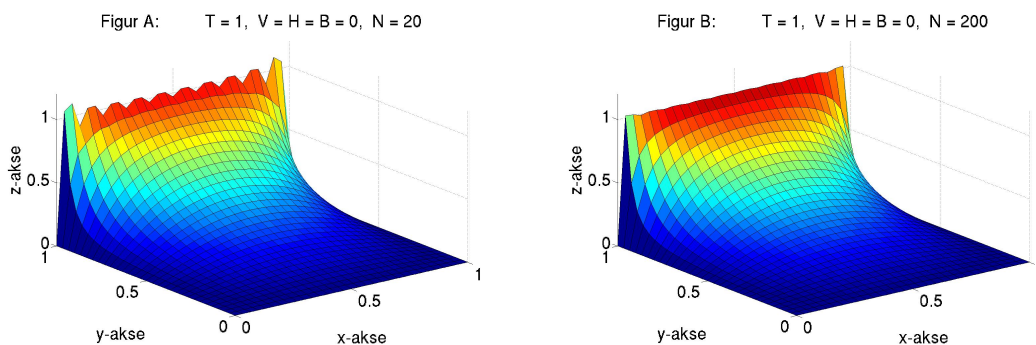 Figur A: T = 1, V = H = B = 0, N = 20
1
0.5
0
z-akse
1
0.5
0
y-akse
0
0.5
1
x-akse
Figur B: T = 1, V = H = B = 0, N = 200
1
0.5
0
z-akse
1
0.5
0
y-akse
0
0.5
x-akse